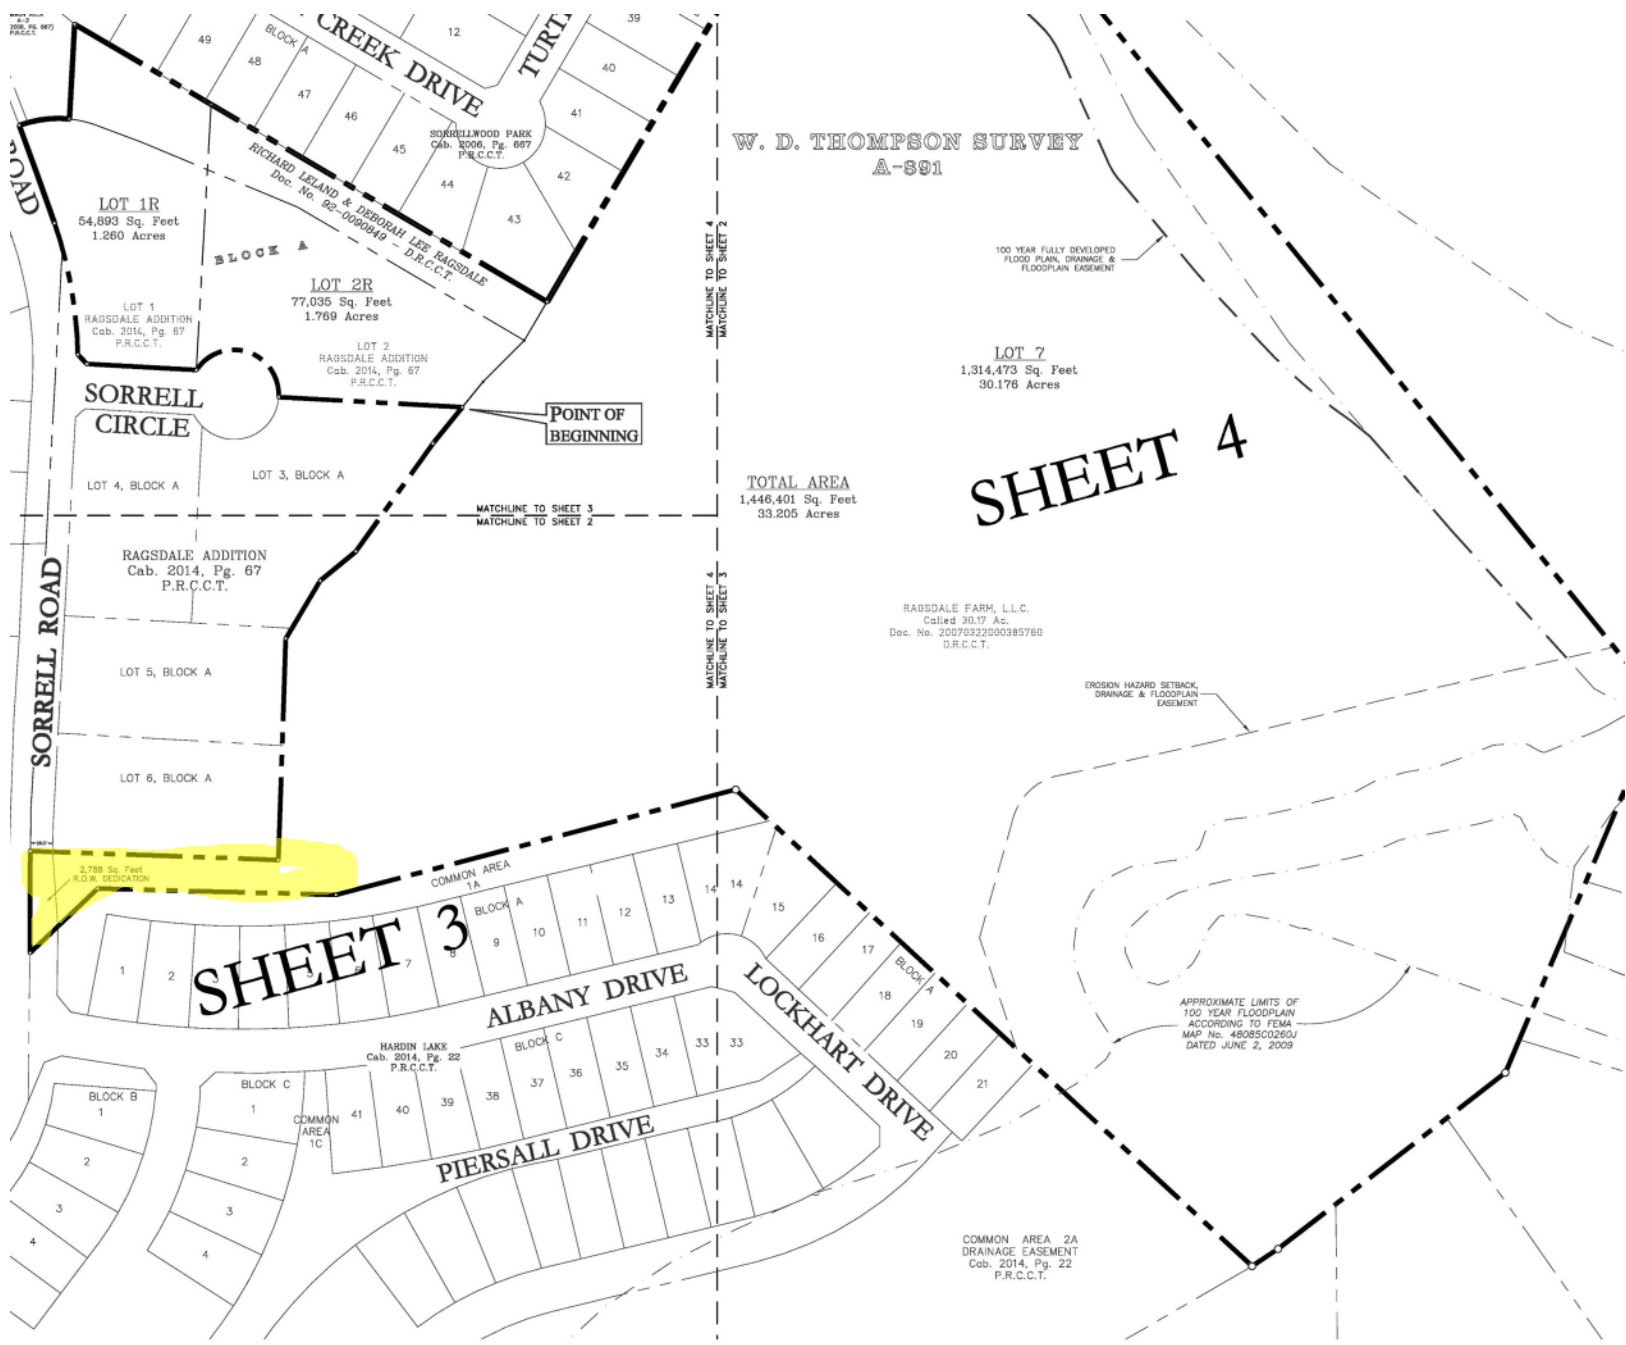 A-2
2006, Pg. 667)
P.R.C.C.T.
49
BLOCK A
48
47
46
45
44
43
42
41
40
39
12
CREEK DRIVE
TURT
SORRELLWOOD PARK
Cab. 2006, Pg. 667
P.R.C.C.T.
RICHARD LELAND & DEBORAH LEE RAGSDALE
Doc. No. 92-0090849 - D.R.C.C.T.
W. D. THOMPSON SURVEY
A-891
ROAD
LOT 1R
54,893 Sq. Feet
1.260 Acres
BLOCK A
LOT 2R
77,035 Sq. Feet
1.769 Acres
LOT 1
RAGSDALE ADDITION
Cab. 2014, Pg. 67
P.R.C.C.T.
LOT 2
RAGSDALE ADDITION
Cab. 2014, Pg. 67
P.R.C.C.T.
MATCHLINE TO SHEET 4
MATCHLINE TO SHEET 2
100 YEAR FULLY DEVELOPED
FLOOD PLAIN, DRAINAGE &
FLOODPLAIN EASEMENT
LOT 7
1,314,473 Sq. Feet
30.176 Acres
SORRELL
CIRCLE
POINT OF
BEGINNING
SHEET 4
LOT 4, BLOCK A
LOT 3, BLOCK A
TOTAL AREA
1,446,401 Sq. Feet
33.205 Acres
MATCHLINE TO SHEET 3
MATCHLINE TO SHEET 2
RAGSDALE ADDITION
Cab. 2014, Pg. 67
P.R.C.C.T.
SORRELL ROAD
MATCHLINE TO SHEET 4
MATCHLINE TO SHEET 3
RAGSDALE FARM, L.L.C.
Called 30.17 Ac.
Doc. No. 20070322000385760
D.R.C.C.T.
LOT 5, BLOCK A
EROSION HAZARD SETBACK,
DRAINAGE & FLOODPLAIN
EASEMENT
LOT 6, BLOCK A
2,788 Sq. Feet
R.O.W. DEDICATION
COMMON AREA
1A
BLOCK A
1
2
3
5
6
7
8
9
10
11
12
13
14
14
15
16
17
18
19
20
21
BLOCK A
SHEET 3
ALBANY DRIVE
LOCKHART DRIVE
APPROXIMATE LIMITS OF
100 YEAR FLOODPLAIN
ACCORDING TO FEMA
MAP No. 48085C0260J
DATED JUNE 2, 2009
HARDIN LAKE
Cab. 2014, Pg. 22
P.R.C.C.T.
BLOCK C
41
40
39
38
37
36
35
34
33
33
BLOCK B
1
2
3
4
BLOCK C
1
2
3
4
COMMON
AREA
1C
PIERSALL DRIVE
COMMON AREA 2A
DRAINAGE EASEMENT
Cab. 2014, Pg. 22
P.R.C.C.T.